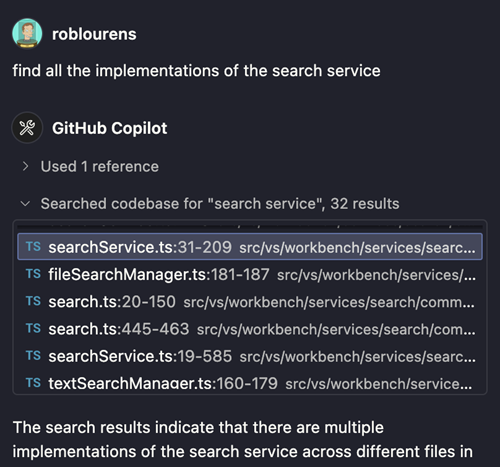 roblourens
find all the implementations of the search service
GitHub Copilot
Used 1 reference
Searched codebase for "search service", 32 results
TS searchService.ts:31-209 src/vs/workbench/services/searc...
TS fileSearchManager.ts:181-187 src/vs/workbench/services/...
TS search.ts:20-150 src/vs/workbench/services/search/comm...
TS search.ts:445-463 src/vs/workbench/services/search/com...
TS searchService.ts:19-585 src/vs/workbench/services/searc...
TS textSearchManager.ts:160-179 src/vs/workbench/service...
The search results indicate that there are multiple
implementations of the search service across different files in